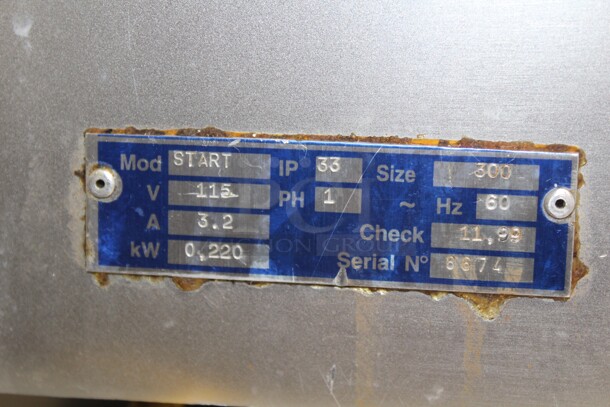 Mod START IP 33 Size 300
V 115 PH 1 ~ Hz 60
A 3.2 Check 11,99
kW 0,220 Serial N°